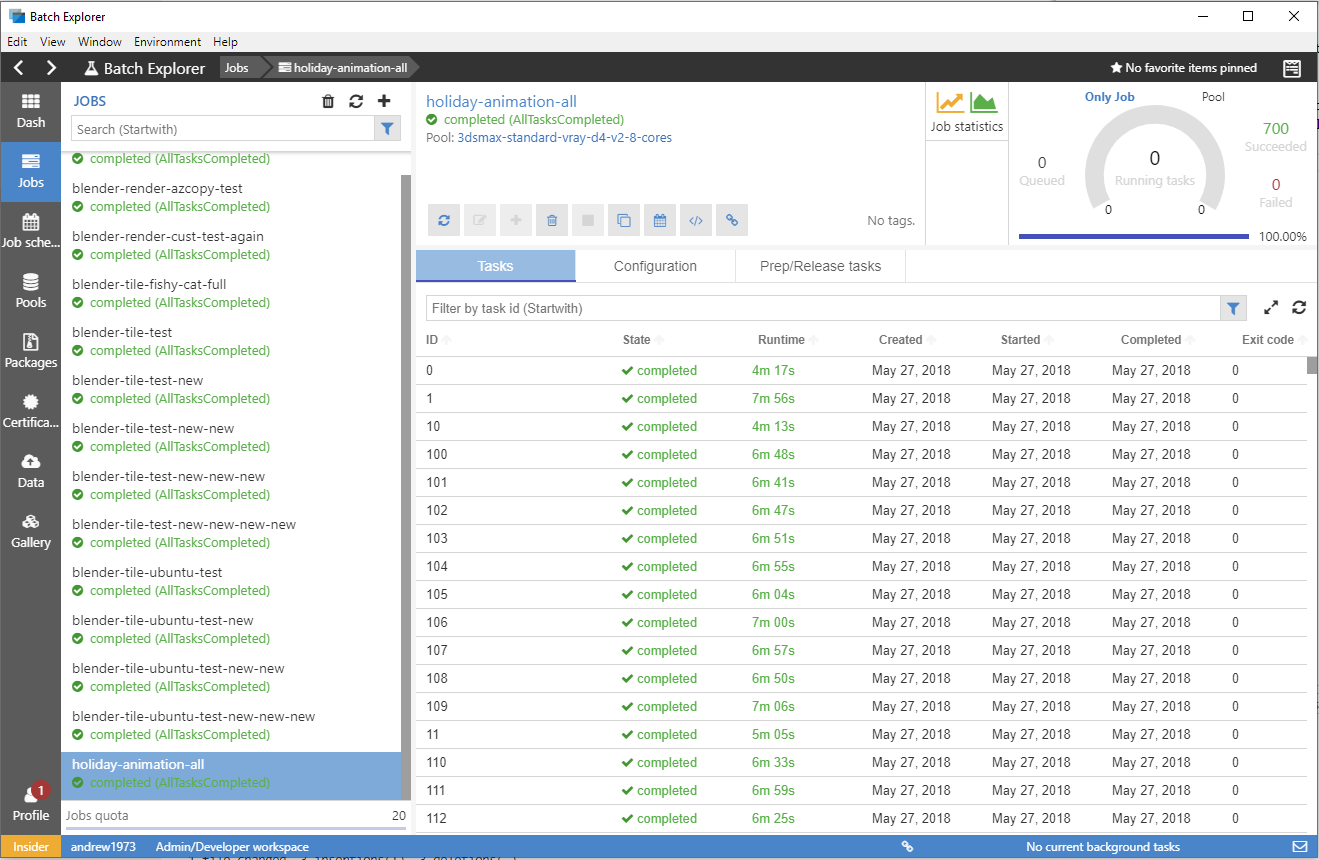 Batch Explorer
Edit View Window Environment Help
Batch Explorer Jobs holiday-animation-all No favorite items pinned
Dash
Jobs
Job sche...
Pools
Packages
Certifica...
Data
Gallery
1
Profile
JOBS
Search (Startwith)
completed (AllTasksCompleted)
blender-render-azcopy-test
completed (AllTasksCompleted)
blender-render-cust-test-again
completed (AllTasksCompleted)
blender-tile-fishy-cat-full
completed (AllTasksCompleted)
blender-tile-test
completed (AllTasksCompleted)
blender-tile-test-new
completed (AllTasksCompleted)
blender-tile-test-new-new
completed (AllTasksCompleted)
blender-tile-test-new-new-new
completed (AllTasksCompleted)
blender-tile-test-new-new-new-new
completed (AllTasksCompleted)
blender-tile-ubuntu-test
completed (AllTasksCompleted)
blender-tile-ubuntu-test-new
completed (AllTasksCompleted)
blender-tile-ubuntu-test-new-new
completed (AllTasksCompleted)
blender-tile-ubuntu-test-new-new-new
completed (AllTasksCompleted)
holiday-animation-all
completed (AllTasksCompleted)
Jobs quota 20
holiday-animation-all
completed (AllTasksCompleted)
Pool: 3dsmax-standard-vray-d4-v2-8-cores
No tags.
Job statistics
Only Job Pool
0
Queued
0
Running tasks
0 0
700
Succeeded
0
Failed
100.00%
Tasks Configuration Prep/Release tasks
Filter by task id (Startwith)
ID State Runtime Created Started Completed Exit code
0 completed 4m 17s May 27, 2018 May 27, 2018 May 27, 2018 0
1 completed 7m 56s May 27, 2018 May 27, 2018 May 27, 2018 0
10 completed 4m 13s May 27, 2018 May 27, 2018 May 27, 2018 0
100 completed 6m 48s May 27, 2018 May 27, 2018 May 27, 2018 0
101 completed 6m 41s May 27, 2018 May 27, 2018 May 27, 2018 0
102 completed 6m 47s May 27, 2018 May 27, 2018 May 27, 2018 0
103 completed 6m 51s May 27, 2018 May 27, 2018 May 27, 2018 0
104 completed 6m 55s May 27, 2018 May 27, 2018 May 27, 2018 0
105 completed 6m 04s May 27, 2018 May 27, 2018 May 27, 2018 0
106 completed 7m 00s May 27, 2018 May 27, 2018 May 27, 2018 0
107 completed 6m 57s May 27, 2018 May 27, 2018 May 27, 2018 0
108 completed 6m 50s May 27, 2018 May 27, 2018 May 27, 2018 0
109 completed 7m 06s May 27, 2018 May 27, 2018 May 27, 2018 0
11 completed 5m 05s May 27, 2018 May 27, 2018 May 27, 2018 0
110 completed 6m 33s May 27, 2018 May 27, 2018 May 27, 2018 0
111 completed 6m 59s May 27, 2018 May 27, 2018 May 27, 2018 0
112 completed 6m 25s May 27, 2018 May 27, 2018 May 27, 2018 0
Insider andrew1973 Admin/Developer workspace No current background tasks